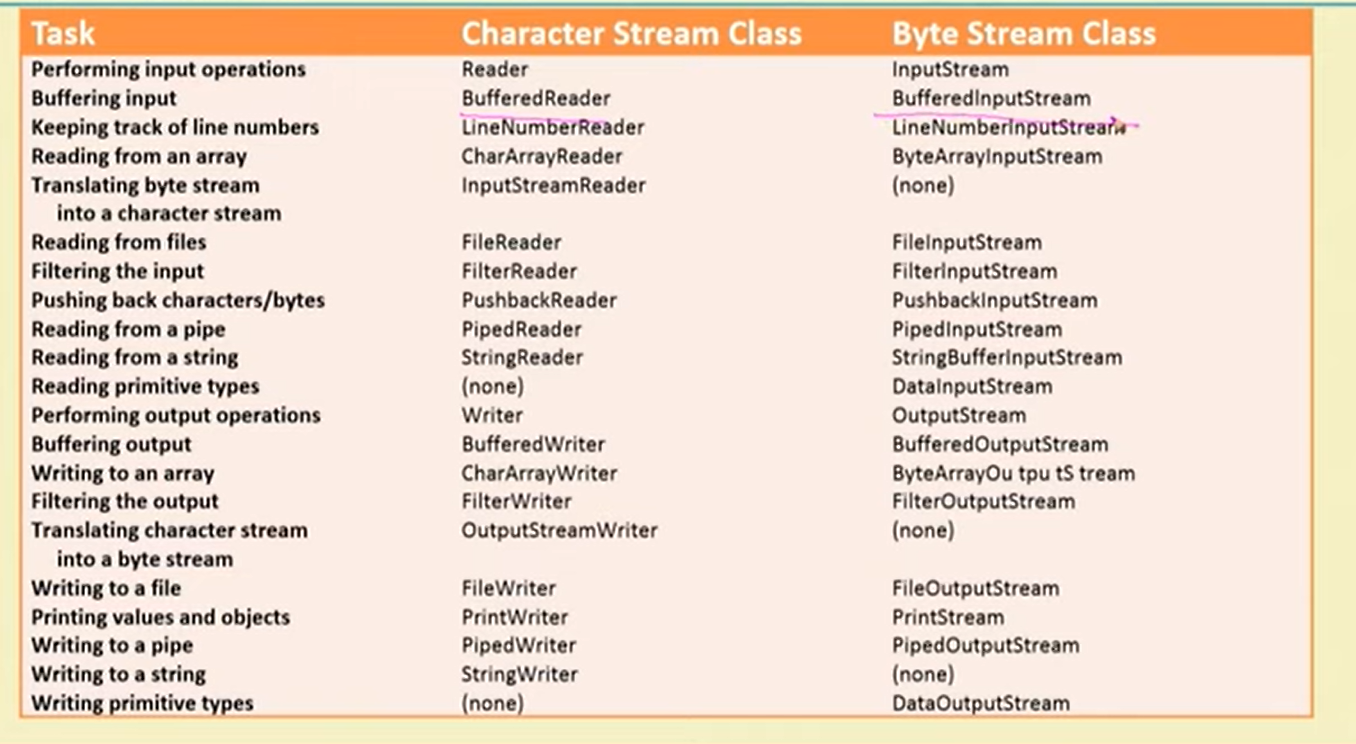 Task Character Stream Class Byte Stream Class
Performing input operations Reader InputStream
Buffering input BufferedReader BufferedInputStream
Keeping track of line numbers LineNumberReader LineNumberInputStream
Reading from an array CharArrayReader ByteArrayInputStream
Translating byte stream InputStreamReader (none)
into a character stream
Reading from files FileReader FileInputStream
Filtering the input FilterReader FilterInputStream
Pushing back characters/bytes PushbackReader PushbackInputStream
Reading from a pipe PipedReader PipedInputStream
Reading from a string StringReader StringBufferInputStream
Reading primitive types (none) DataInputStream
Performing output operations Writer OutputStream
Buffering output BufferedWriter BufferedOutputStream
Writing to an array CharArrayWriter ByteArrayOu tpu tS tream
Filtering the output FilterWriter FilterOutputStream
Translating character stream OutputStreamWriter (none)
into a byte stream
Writing to a file FileWriter FileOutputStream
Printing values and objects PrintWriter PrintStream
Writing to a pipe PipedWriter PipedOutputStream
Writing to a string StringWriter (none)
Writing primitive types (none) DataOutputStream